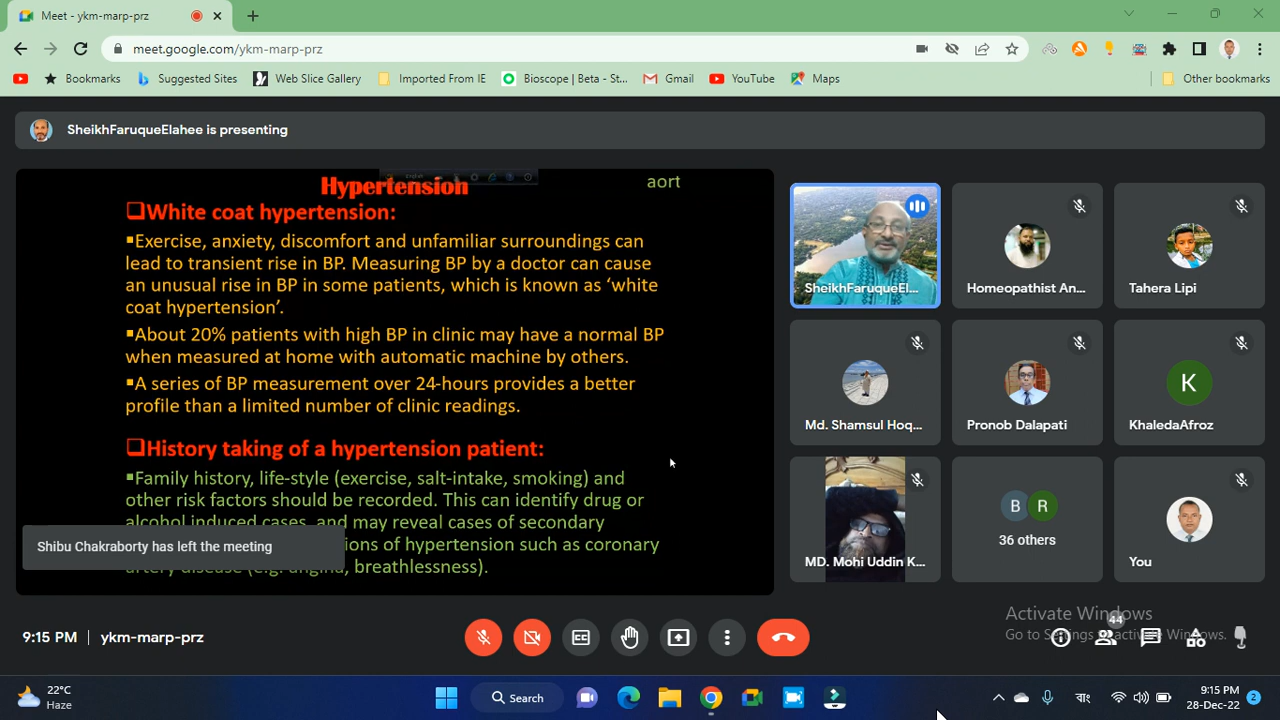 Meet - ykm-marp-prz
meet.google.com/ykm-marp-prz
Bookmarks
Suggested Sites
Web Slice Gallery
Imported From IE
Bioscope | Beta - St...
Gmail
YouTube
Maps
Other bookmarks
SheikhFaruqueElahee is presenting
Hypertension
aort
❑White coat hypertension:
▪Exercise, anxiety, discomfort and unfamiliar surroundings can
lead to transient rise in BP. Measuring BP by a doctor can cause
an unusual rise in BP in some patients, which is known as ‘white
coat hypertension’.
▪About 20% patients with high BP in clinic may have a normal BP
when measured at home with automatic machine by others.
▪A series of BP measurement over 24-hours provides a better
profile than a limited number of clinic readings.
❑History taking of a hypertension patient:
▪Family history, life-style (exercise, salt-intake, smoking) and
other risk factors should be recorded. This can identify drug or
alcohol induced cases, and may reveal cases of secondary
ions of hypertension such as coronary
artery disease (e.g. angina, breathlessness).
Shibu Chakraborty has left the meeting
SheikhFaruqueEl...
Homeopathist An...
Tahera Lipi
Md. Shamsul Hoq...
Pronob Dalapati
K
KhaledaAfroz
MD. Mohi Uddin K...
B
R
36 others
You
Activate Windows
Go to Settings to activate Windows.
9:15 PM | ykm-marp-prz
44
22°C
Haze
Search
বাং
9:15 PM
28-Dec-22
2